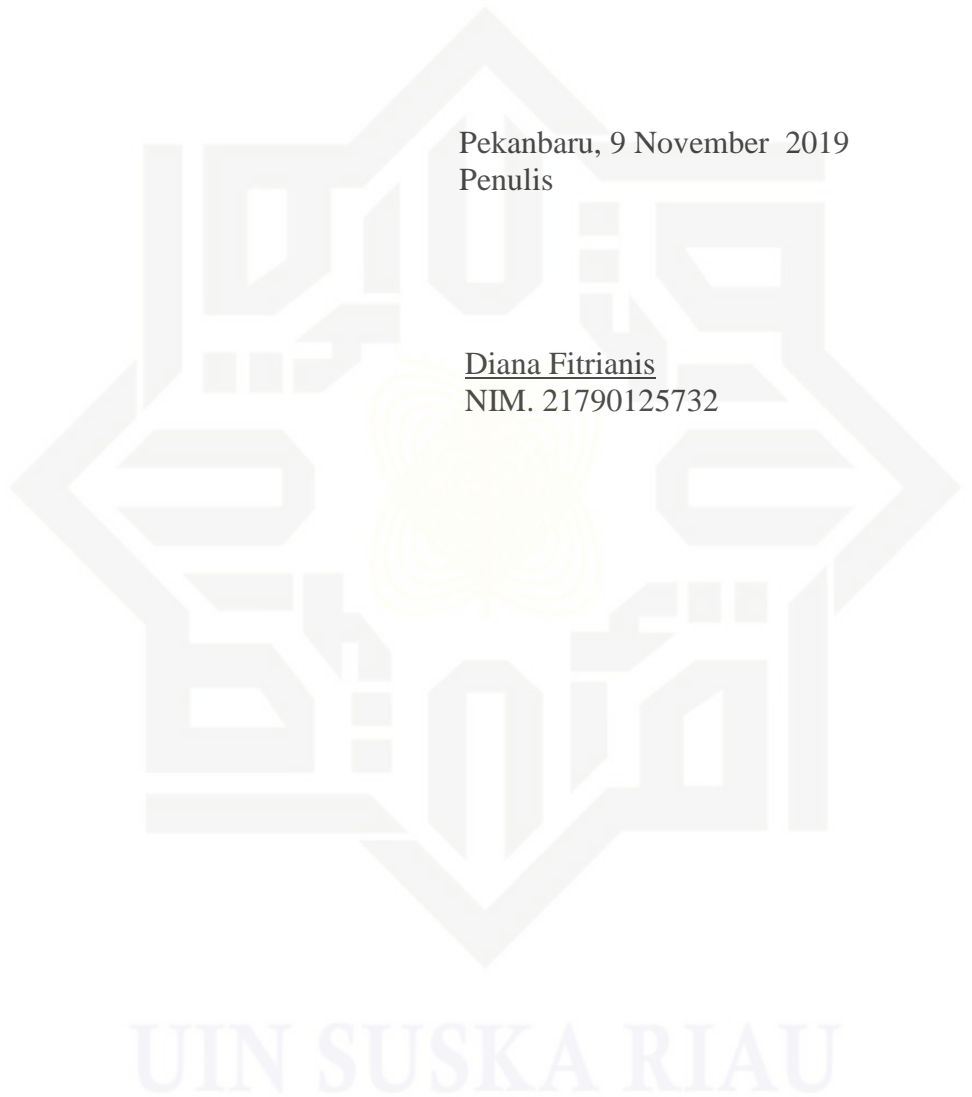 Pekanbaru, 9 November  2019
Penulis
Diana Fitrianis
NIM. 21790125732
UIN SUSKA RIAU